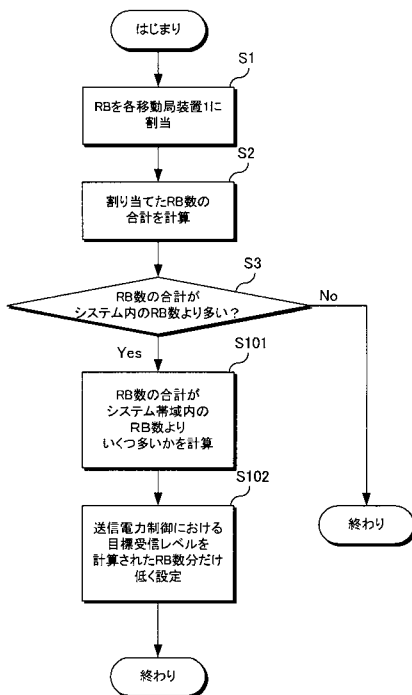 はじまり
S1
RBを各移動局装置1に
割当
S2
割り当てたRB数の
合計を計算
S3
RB数の合計が
システム内のRB数より多い？
No
Yes
S101
RB数の合計が
システム帯域内の
RB数より
いくつ多いかを計算
S102
送信電力制御における
目標受信レベルを
計算されたRB数分だけ
低く設定
終わり
終わり